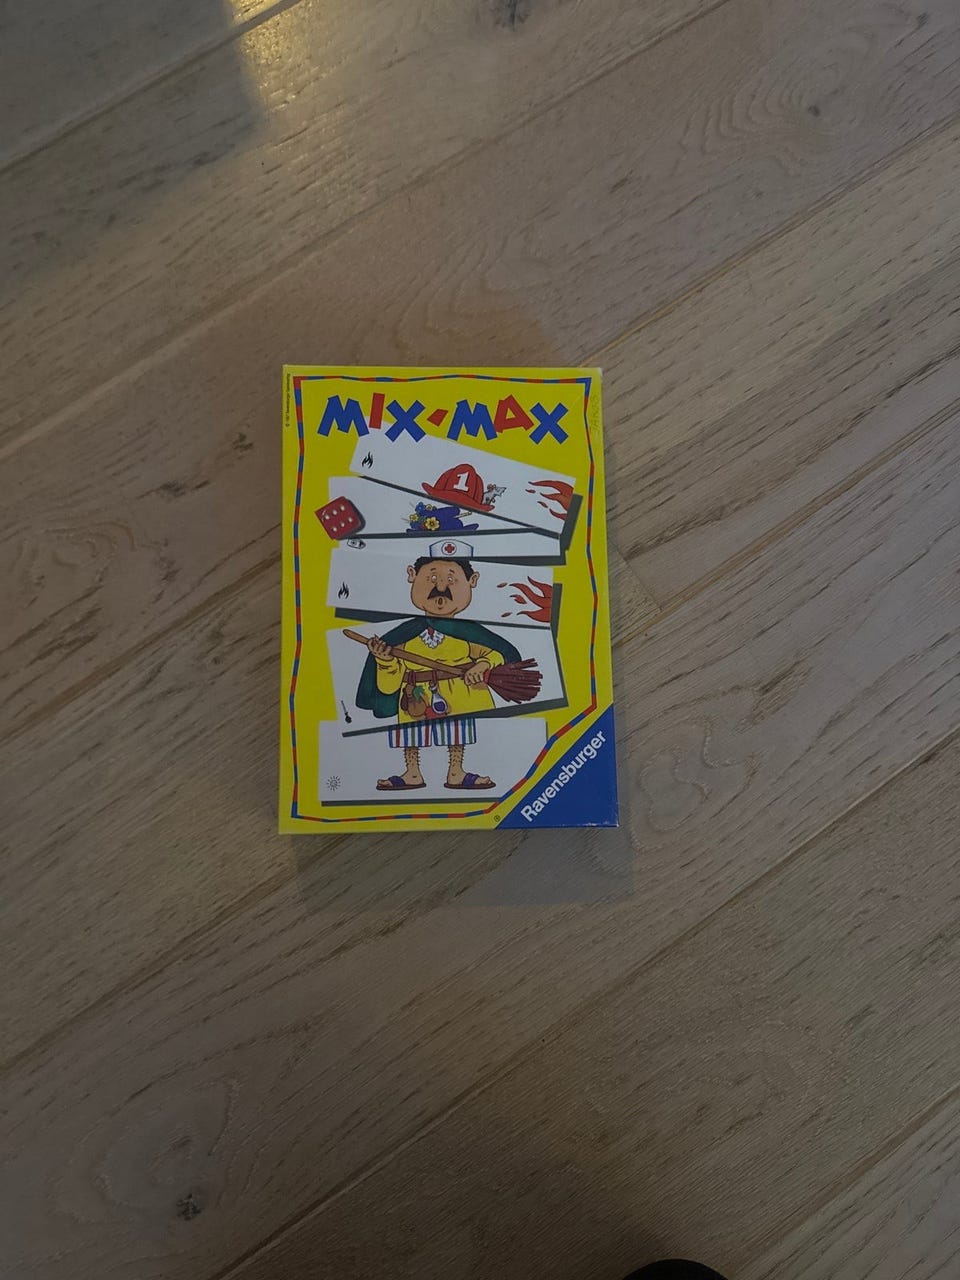 MIX-MAX
1
Ravensburger
®